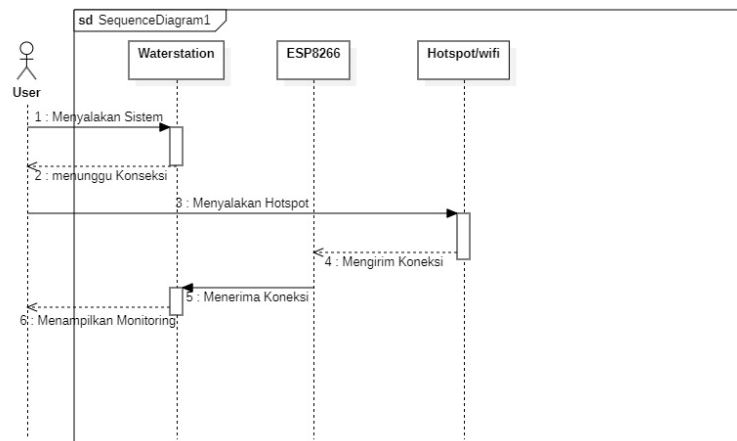 sd SequenceDiagram1
Waterstation
ESP8266
Hotspot/wifi
User
1 : Menyalakan Sistem
2 : menunggu Konseksi
3 : Menyalakan Hotspot
4 : Mengirim Koneksi
5 : Menerima Koneksi
6 : Menampilkan Monitoring